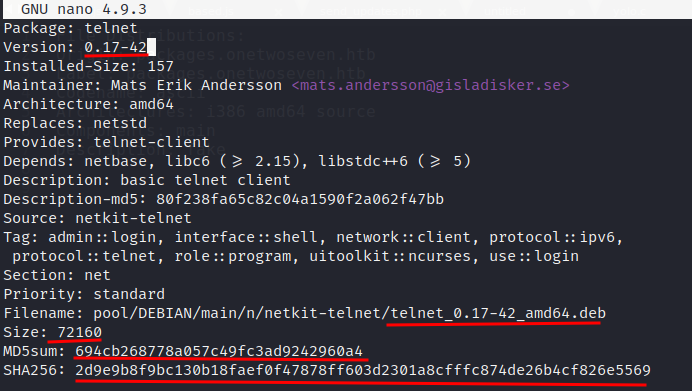 GNU nano 4.9.3
Package: telnet
Version: 0.17-42
Installed-Size: 157
Maintainer: Mats Erik Andersson <mats.andersson@gisladisker.se>
Architecture: amd64
Replaces: netstd
Provides: telnet-client
Depends: netbase, libc6 (≥ 2.15), libstdc++6 (≥ 5)
Description: basic telnet client
Description-md5: 80f238fa65c82c04a1590f2a062f47bb
Source: netkit-telnet
Tag: admin::login, interface::shell, network::client, protocol::ipv6,
protocol::telnet, role::program, uitoolkit::ncurses, use::login
Section: net
Priority: standard
Filename: pool/DEBIAN/main/n/netkit-telnet/telnet_0.17-42_amd64.deb
Size: 72160
MD5sum: 694cb268778a057c49fc3ad9242960a4
SHA256: 2d9e9b8f9bc130b18faef0f47878ff603d2301a8cfffc874de26b4cf826e5569